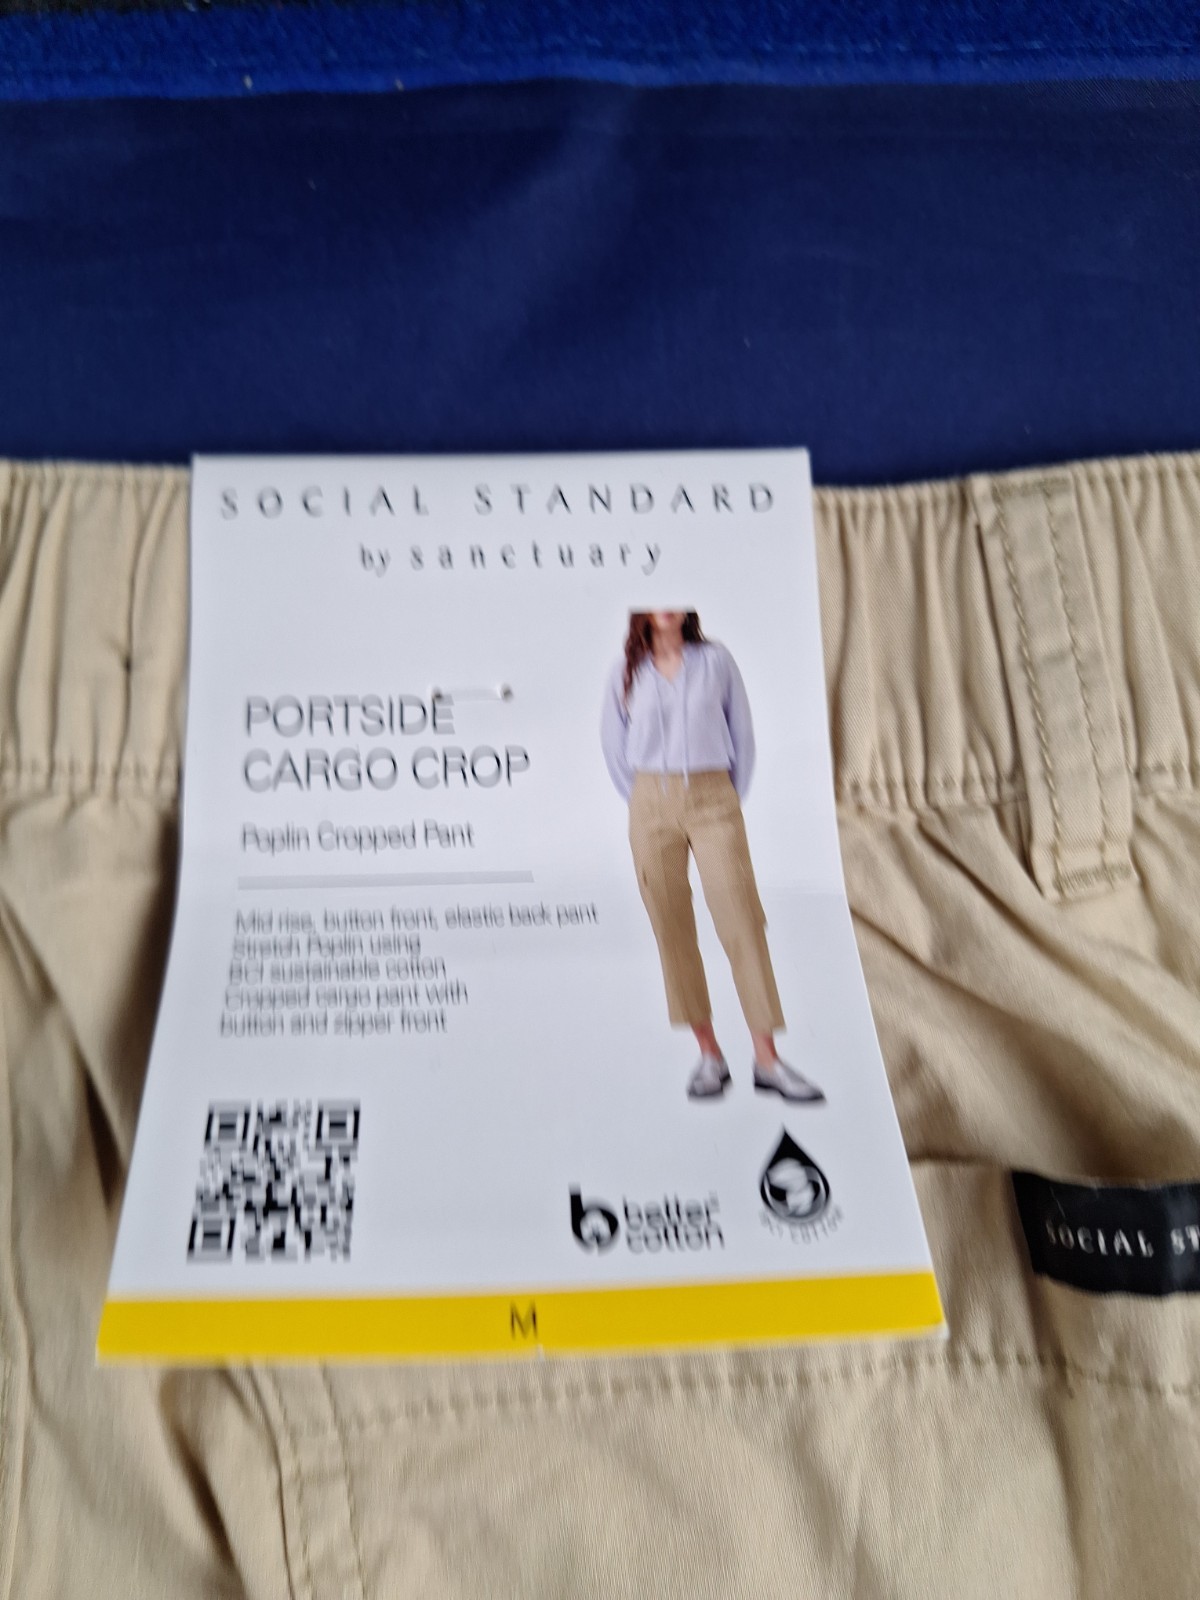 SOCIAL STANDARD
by sanctuary
PORTSIDE
CARGO CROP
Poplin Cropped Pant
Mid rise, button front, elastic back pant
Stretch Poplin using
BCI sustainable cotton
Cropped cargo pant with
button and zipper front
better
cotton
M
SOCIAL ST